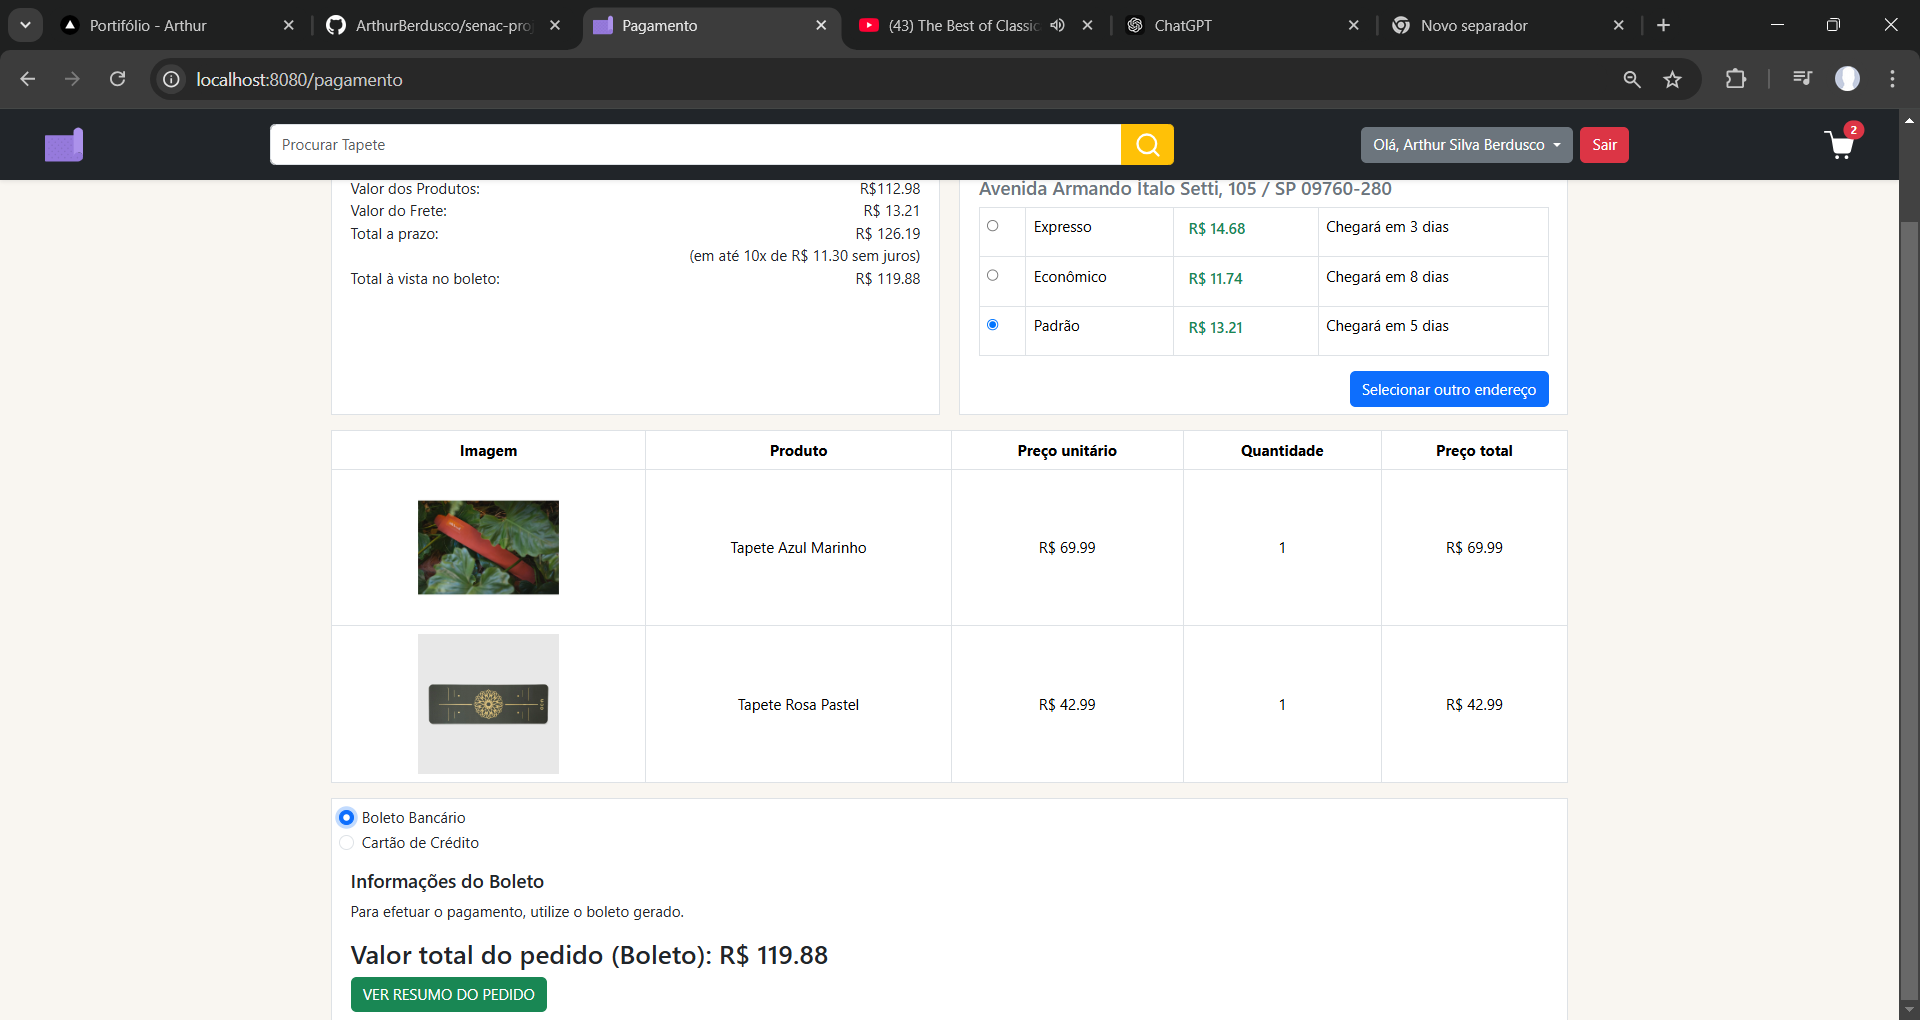 Portifólio - Arthur
ArthurBerdusco/senac-pro
Pagamento
(43) The Best of Classic
ChatGPT
Novo separador
localhost:8080/pagamento
Procurar Tapete
Olá, Arthur Silva Berdusco
Sair
2
Valor dos Produtos: R$112.98
Valor do Frete: R$ 13.21
Total a prazo: R$ 126.19
(em até 10x de R$ 11.30 sem juros)
Total à vista no boleto: R$ 119.88
Avenida Armando Ítalo Setti, 105 / SP 09760-280
Expresso R$ 14.68 Chegará em 3 dias
Econômico R$ 11.74 Chegará em 8 dias
Padrão R$ 13.21 Chegará em 5 dias
Selecionar outro endereço
Imagem Produto Preço unitário Quantidade Preço total
Tapete Azul Marinho R$ 69.99 1 R$ 69.99
Tapete Rosa Pastel R$ 42.99 1 R$ 42.99
Boleto Bancário
Cartão de Crédito
Informações do Boleto
Para efetuar o pagamento, utilize o boleto gerado.
Valor total do pedido (Boleto): R$ 119.88
VER RESUMO DO PEDIDO